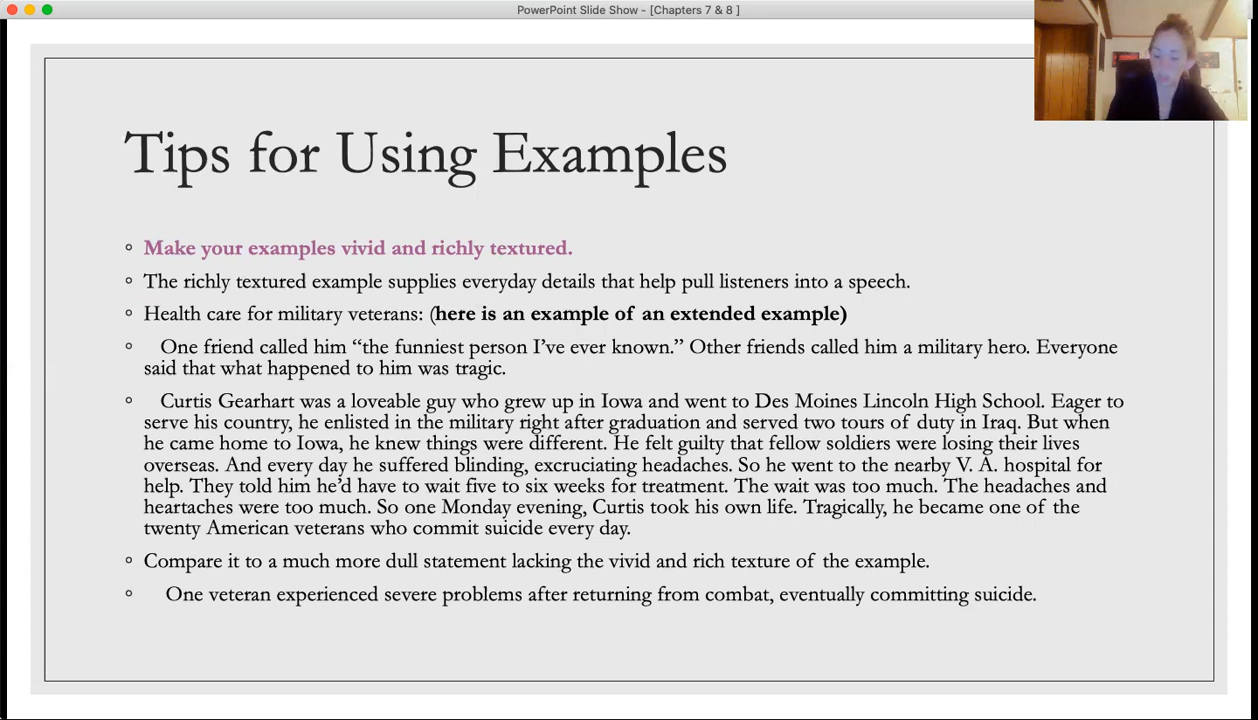 PowerPoint Slide Show - [Chapters 7 & 8 ]
Tips for Using Examples
Make your examples vivid and richly textured.
The richly textured example supplies everyday details that help pull listeners into a speech.
Health care for military veterans: (here is an example of an extended example)
One friend called him “the funniest person I’ve ever known.” Other friends called him a military hero. Everyone
said that what happened to him was tragic.
Curtis Gearhart was a loveable guy who grew up in Iowa and went to Des Moines Lincoln High School. Eager to
serve his country, he enlisted in the military right after graduation and served two tours of duty in Iraq. But when
he came home to Iowa, he knew things were different. He felt guilty that fellow soldiers were losing their lives
overseas. And every day he suffered blinding, excruciating headaches. So he went to the nearby V. A. hospital for
help. They told him he’d have to wait five to six weeks for treatment. The wait was too much. The headaches and
heartaches were too much. So one Monday evening, Curtis took his own life. Tragically, he became one of the
twenty American veterans who commit suicide every day.
Compare it to a much more dull statement lacking the vivid and rich texture of the example.
One veteran experienced severe problems after returning from combat, eventually committing suicide.